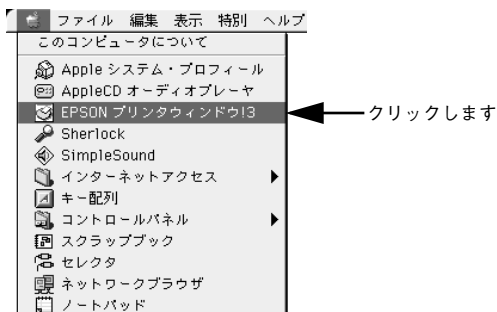 ファイル 編集 表示 特別 ヘルプ
このコンピュータについて
Apple システム・プロフィール
AppleCD オーディオプレーヤ
EPSON プリンタウィンドウ!3
クリックします
Sherlock
SimpleSound
インターネットアクセス
キー配列
コントロールパネル
スクラップブック
セレクタ
ネットワークブラウザ
ノートパッド